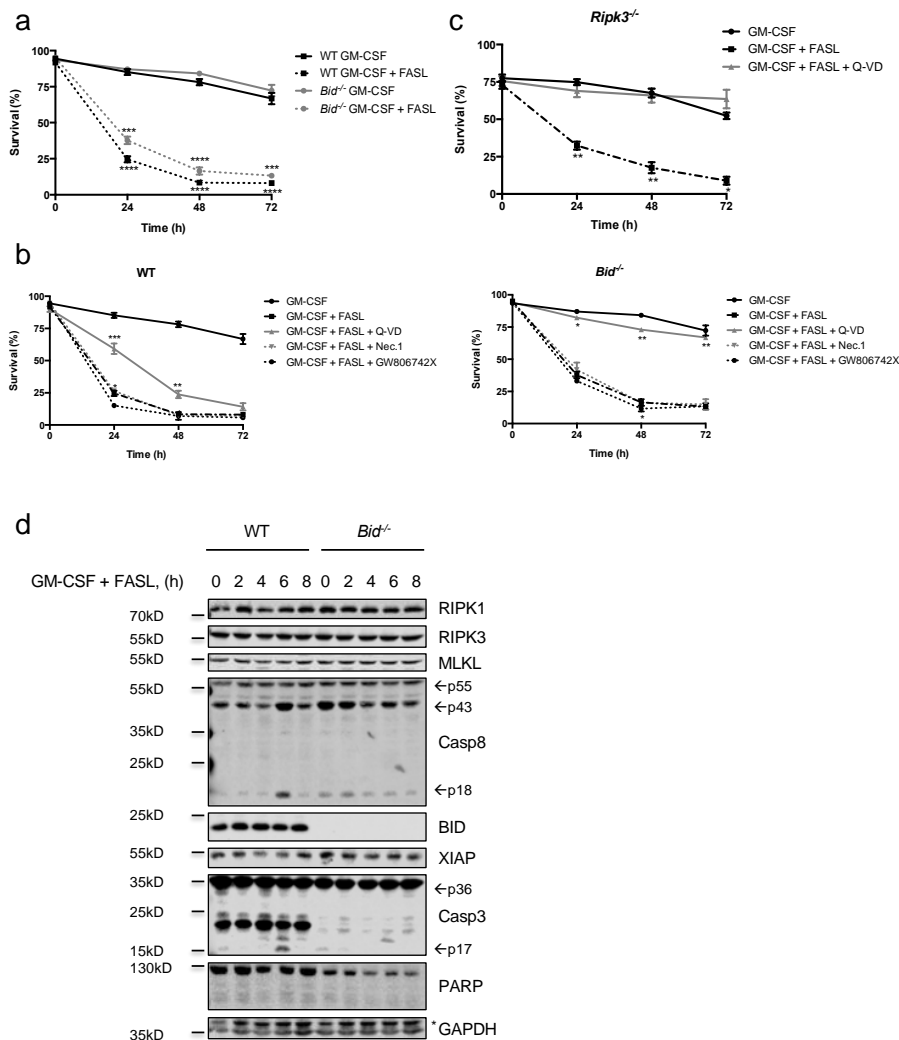 a
Survival (%)
100
75
50
25
0
0 24 48 72
Time (h)
*** **** ***
**** **** ****
WT GM-CSF
WT GM-CSF + FASL
Bid-/- GM-CSF
Bid-/- GM-CSF + FASL
c
Ripk3-/-
Survival (%)
100
75
50
25
0
0 24 48 72
Time (h)
** ** *
GM-CSF
GM-CSF + FASL
GM-CSF + FASL + Q-VD
b
WT
Survival (%)
100
75
50
25
0
0 24 48 72
Time (h)
*** **
*
GM-CSF
GM-CSF + FASL
GM-CSF + FASL + Q-VD
GM-CSF + FASL + Nec.1
GM-CSF + FASL + GW806742X
Bid-/-
Survival (%)
100
75
50
25
0
0 24 48 72
Time (h)
* ** **
*
GM-CSF
GM-CSF + FASL
GM-CSF + FASL + Q-VD
GM-CSF + FASL + Nec.1
GM-CSF + FASL + GW806742X
d
WT Bid-/-
GM-CSF + FASL, (h) 0 2 4 6 8 0 2 4 6 8
70kD RIPK1
55kD RIPK3
55kD MLKL
55kD ←p55
←p43
35kD Casp8
25kD
←p18
25kD BID
55kD XIAP
35kD ←p36
25kD Casp3
15kD ←p17
130kD PARP
35kD *GAPDH